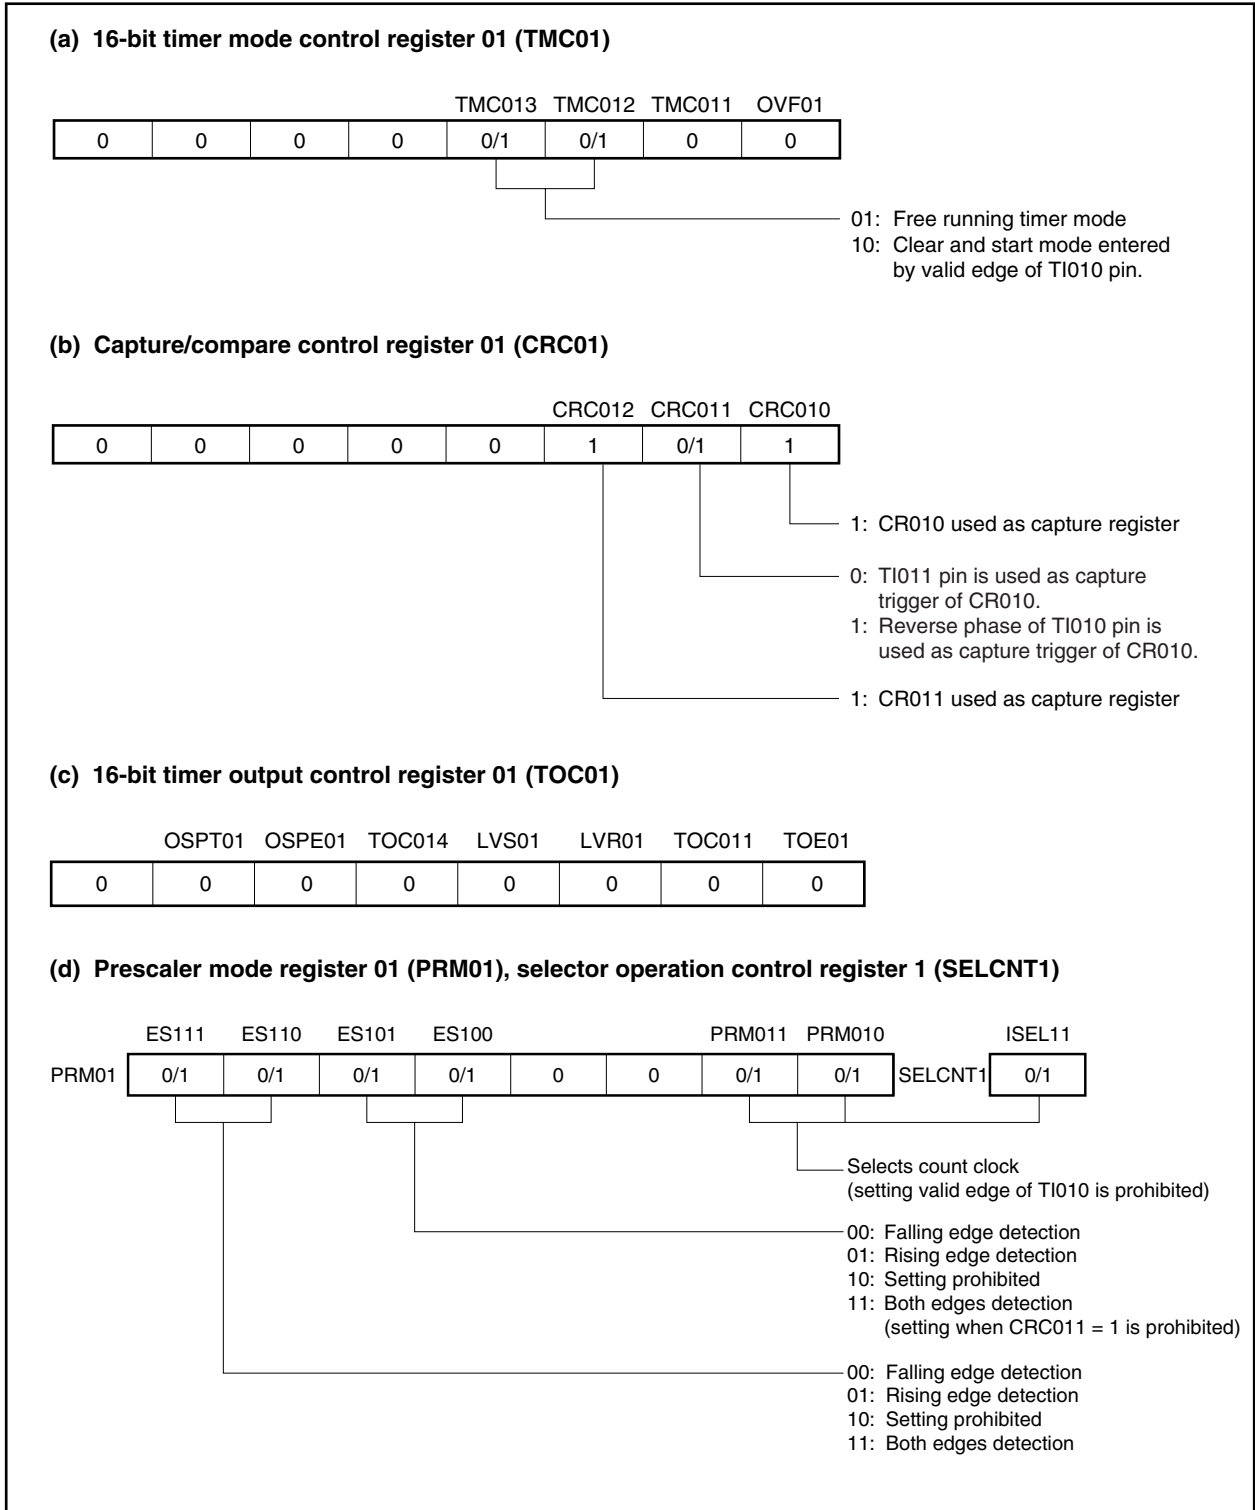 (a) 16-bit timer mode control register 01 (TMC01)
TMC013 TMC012 TMC011 OVF01
0 0 0 0 0/1 0/1 0 0
01: Free running timer mode
10: Clear and start mode entered
by valid edge of TI010 pin.
(b) Capture/compare control register 01 (CRC01)
CRC012 CRC011 CRC010
0 0 0 0 0 1 0/1 1
1: CR010 used as capture register
0: TI011 pin is used as capture
trigger of CR010.
1: Reverse phase of TI010 pin is
used as capture trigger of CR010.
1: CR011 used as capture register
(c) 16-bit timer output control register 01 (TOC01)
OSPT01 OSPE01 TOC014 LVS01 LVR01 TOC011 TOE01
0 0 0 0 0 0 0 0
(d) Prescaler mode register 01 (PRM01), selector operation control register 1 (SELCNT1)
ES111 ES110 ES101 ES100 PRM011 PRM010 ISEL11
PRM01 0/1 0/1 0/1 0/1 0 0 0/1 0/1 SELCNT1 0/1
Selects count clock
(setting valid edge of TI010 is prohibited)
00: Falling edge detection
01: Rising edge detection
10: Setting prohibited
11: Both edges detection
(setting when CRC011 = 1 is prohibited)
00: Falling edge detection
01: Rising edge detection
10: Setting prohibited
11: Both edges detection